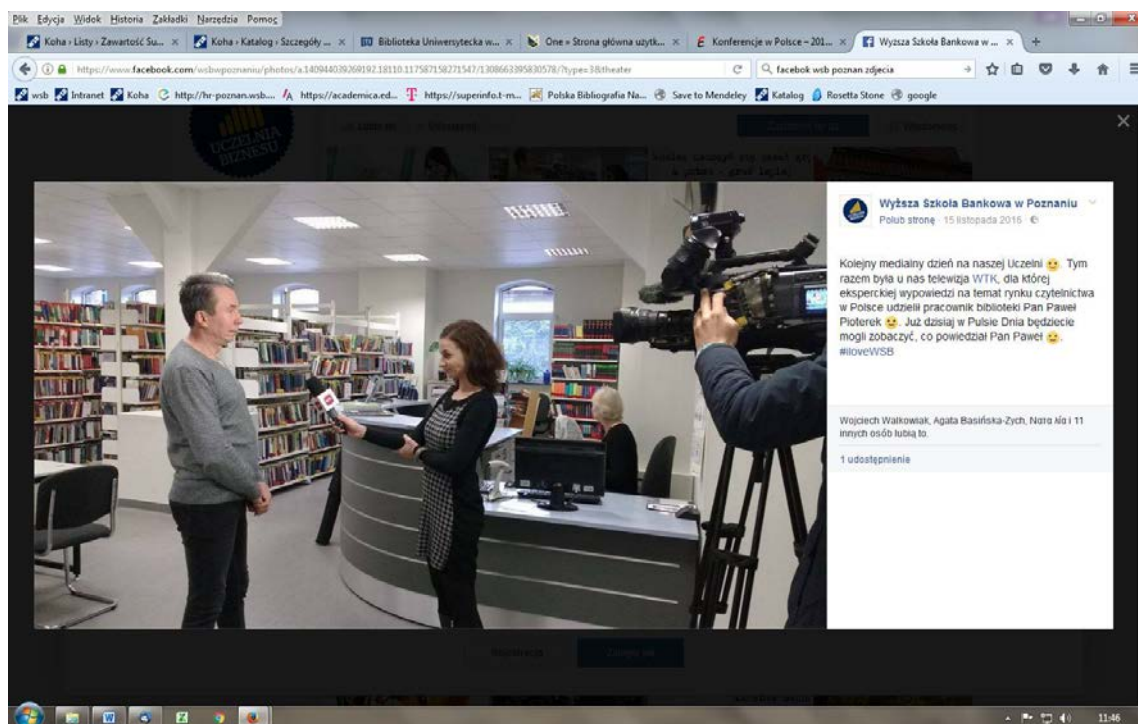 Plik Edycja Widok Historia Zakładki Narzędzia Pomoc
Koha › Listy › Zawartość Su... × Koha › Katalog › Szczegóły ... × Biblioteka Uniwersytecka w... × One » Strona główna użytk... × Konferencje w Polsce – 201... × Wyższa Szkoła Bankowa w ... × +
https://www.facebook.com/wsbwpoznaniu/photos/a.140944039269192.18110.117587158271547/1308663395830578/?type=3&theater facebok wsb poznan zdjecia
wsb Intranet Koha http://hr-poznan.wsb.... https://academica.ed... https://superinfo.t-m... Polska Bibliografia Na... Save to Mendeley Katalog Rosetta Stone google
UCZELNIA
BIZNESU
Wyższa Szkoła Bankowa w Poznaniu
Polub stronę · 15 listopada 2016 ·
Kolejny medialny dzień na naszej Uczelni 🙂. Tym
razem była u nas telewizja WTK, dla której
eksperckiej wypowiedzi na temat rynku czytelnictwa
w Polsce udzielił pracownik biblioteki Pan Paweł
Pioterek 🙂. Już dzisiaj w Pulsie Dnia będziecie
mogli zobaczyć, co powiedział Pan Paweł 🙂.
#iloveWSB
Wojciech Walkowiak, Agata Basińska-Zych, i 11
innych osób lubią to.
1 udostępnienie
11:46